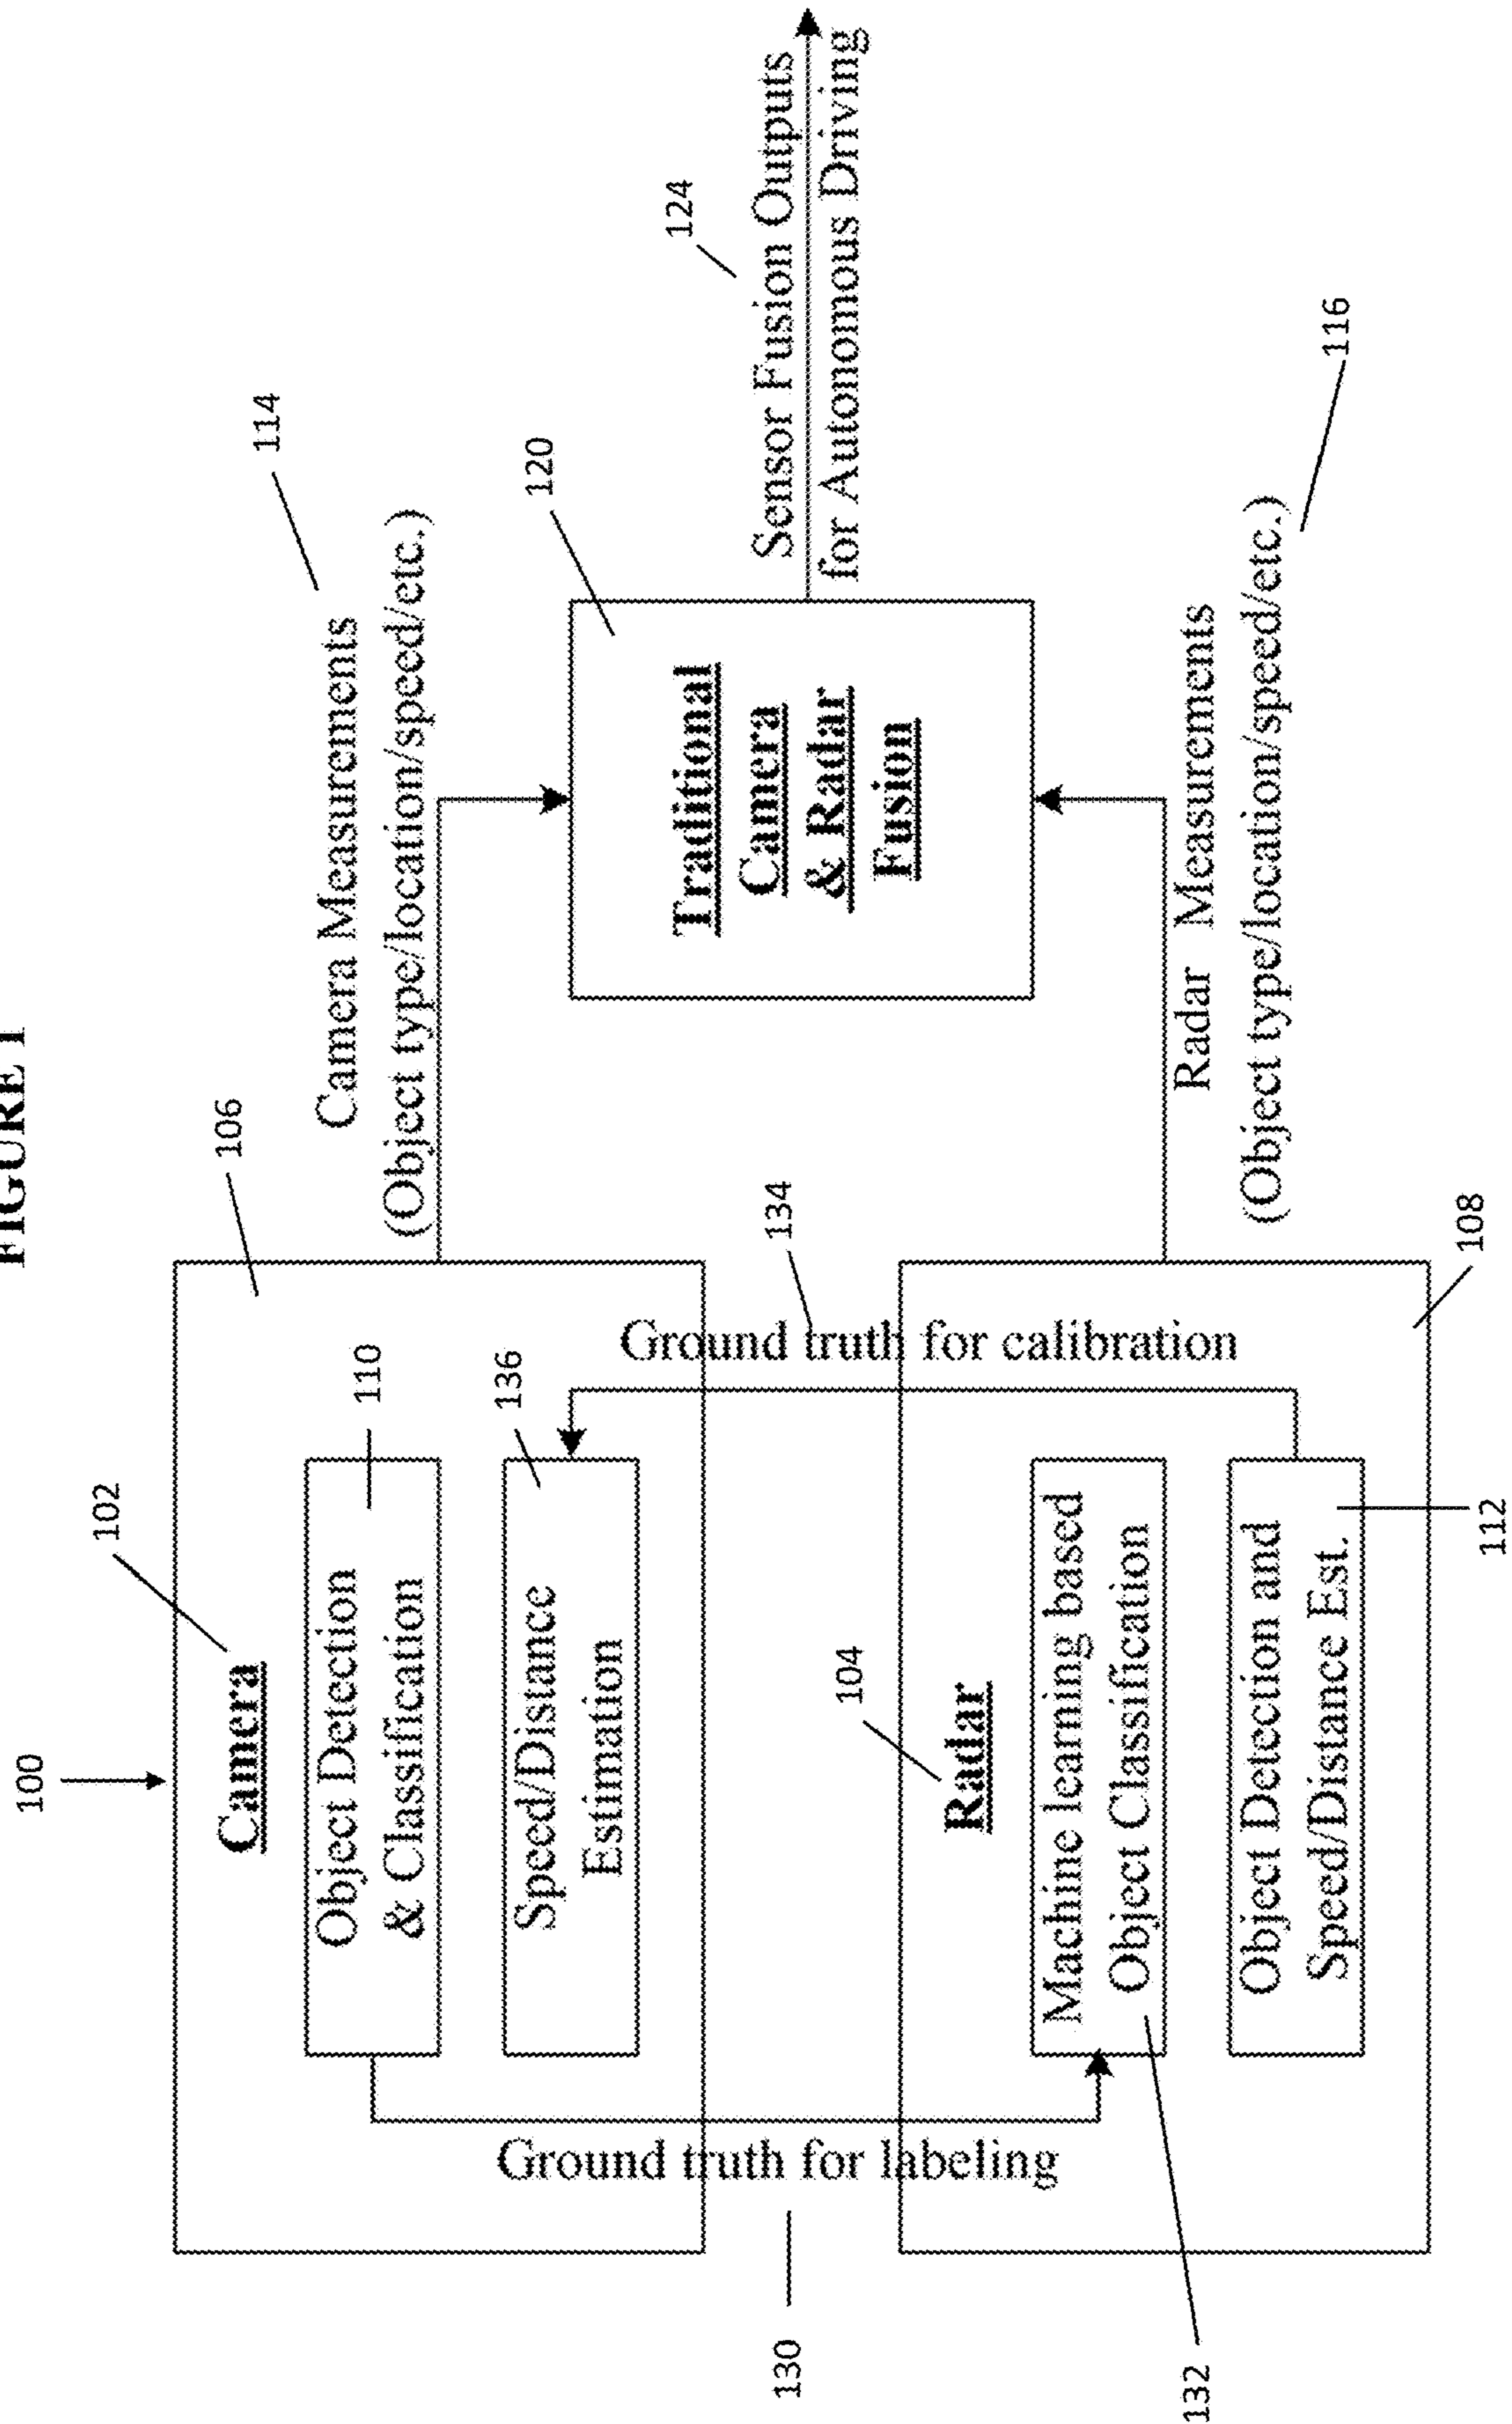 FIGURE 1
100
102
106
Camera
110
Object Detection
& Classification
136
Speed/Distance
Estimation
114
Camera Measurements
(Object type/location/speed/etc.)
120
Traditional
Camera
& Radar
Fusion
124
Sensor Fusion Outputs
for Autonomous Driving
130
Ground truth for labeling
134
Ground truth for calibration
104
Radar
132
Machine learning based
Object Classification
112
Object Detection and
Speed/Distance Est.
108
Radar Measurements
(Object type/location/speed/etc.)
116